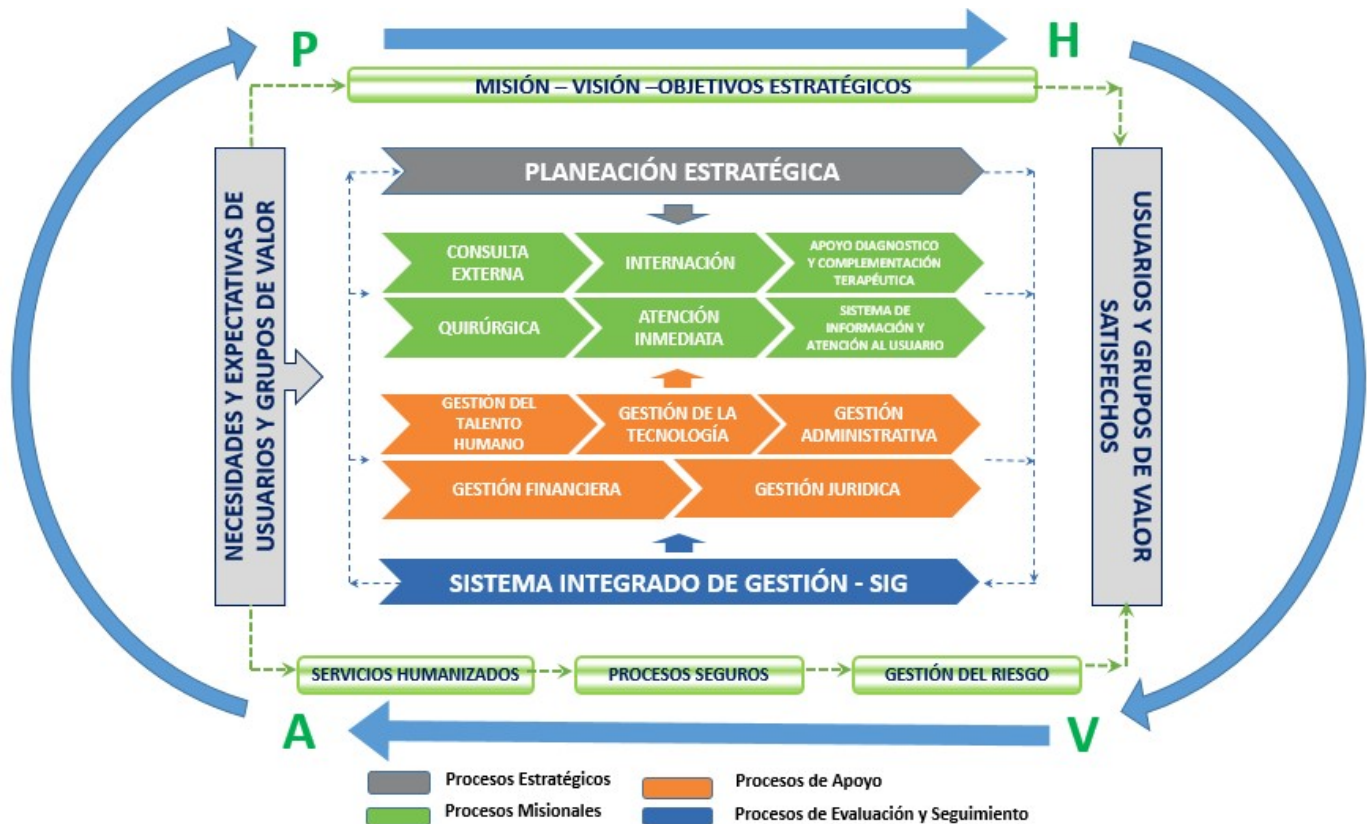 P
H
MISIÓN – VISIÓN –OBJETIVOS ESTRATÉGICOS
NECESIDADES Y EXPECTATIVAS DE
USUARIOS Y GRUPOS DE VALOR
PLANEACIÓN ESTRATÉGICA
CONSULTA
EXTERNA
INTERNACIÓN
APOYO DIAGNOSTICO
Y COMPLEMENTACIÓN
TERAPÉUTICA
QUIRÚRGICA
ATENCIÓN
INMEDIATA
SISTEMA DE
INFORMACIÓN Y
ATENCIÓN AL USUARIO
GESTIÓN DEL
TALENTO
HUMANO
GESTIÓN DE LA
TECNOLOGÍA
GESTIÓN
ADMINISTRATIVA
GESTIÓN FINANCIERA
GESTIÓN JURIDICA
SISTEMA INTEGRADO DE GESTIÓN - SIG
USUARIOS Y GRUPOS DE VALOR
SATISFECHOS
SERVICIOS HUMANIZADOS
PROCESOS SEGUROS
GESTIÓN DEL RIESGO
A
V
Procesos Estratégicos
Procesos de Apoyo
Procesos Misionales
Procesos de Evaluación y Seguimiento